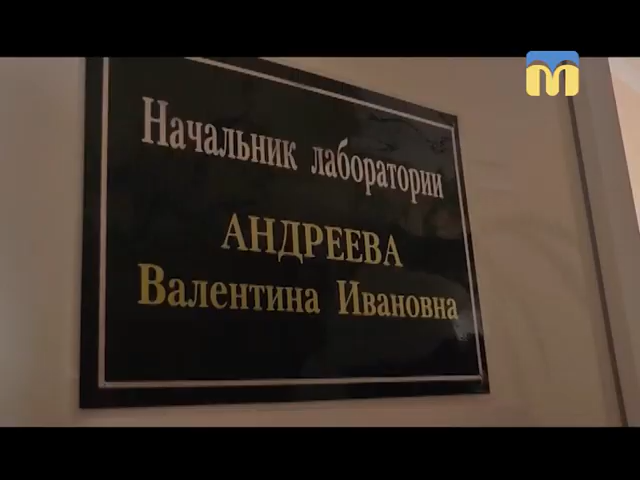 Начальник лаборатории
АНДРЕЕВА
Валентина Ивановна